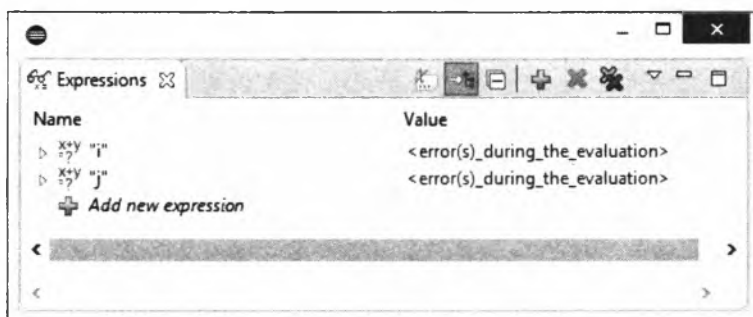 Expressions
Name Value
x+y =? "i" <error(s)_during_the_evaluation>
x+y =? "j" <error(s)_during_the_evaluation>
Add new expression